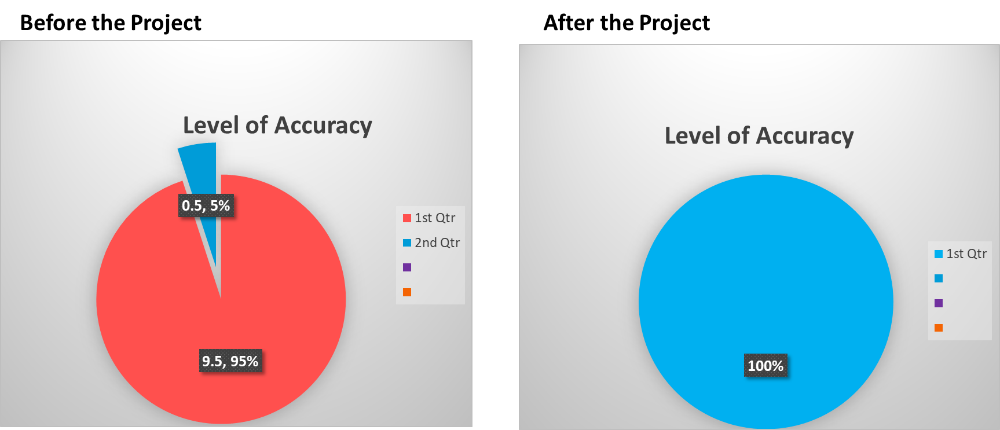 Before the Project
Level of Accuracy
0.5, 5%
9.5, 95%
1st Qtr
2nd Qtr
After the Project
Level of Accuracy
100%
1st Qtr